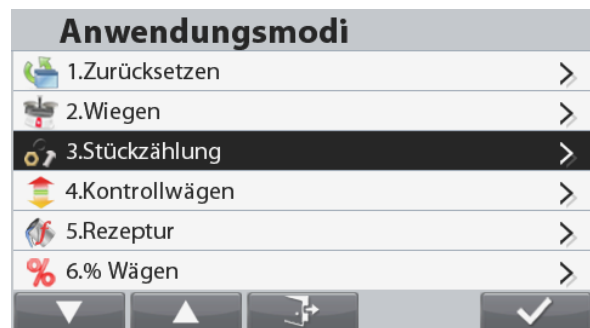 Anwendungsmodi
1.Zurücksetzen
2.Wiegen
3.Stückzählung
4.Kontrollwägen
5.Rezeptur
6.% Wägen